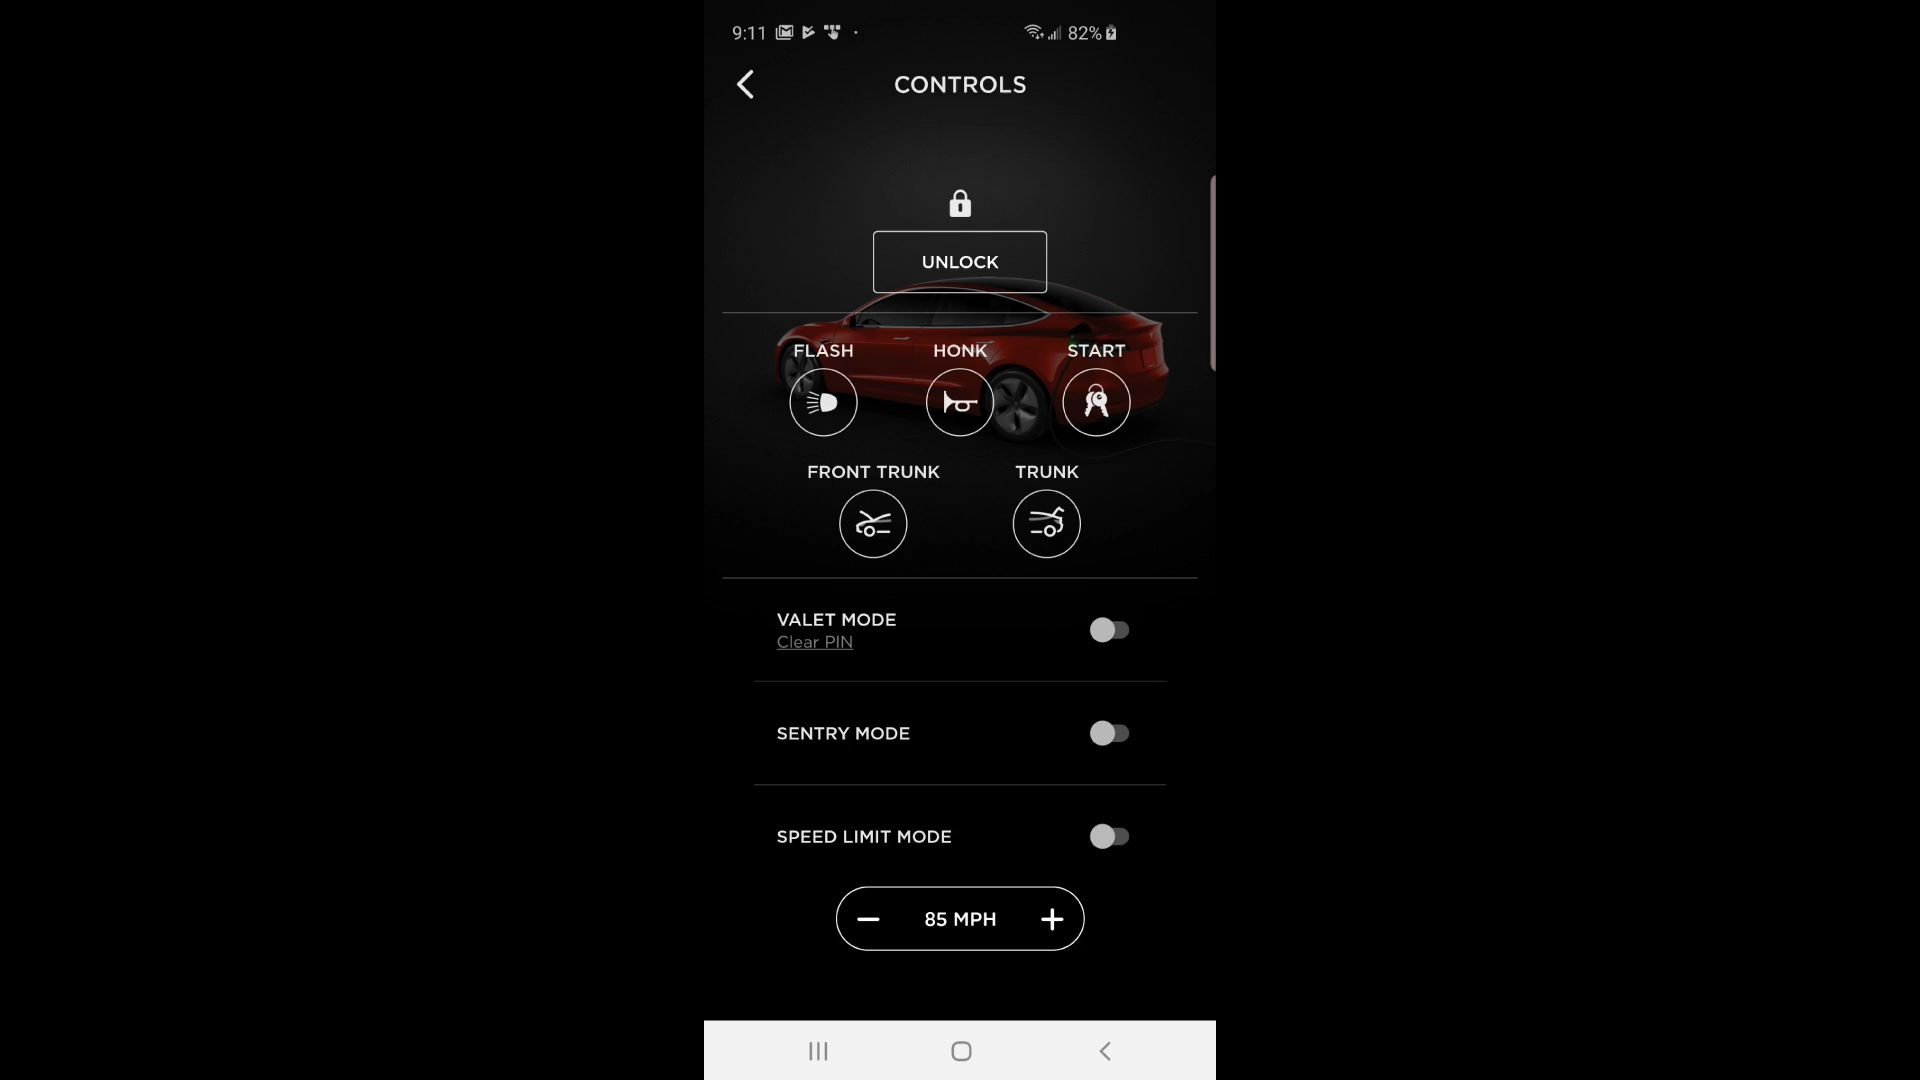 9:11 82%
CONTROLS
UNLOCK
FLASH HONK START
FRONT TRUNK TRUNK
VALET MODE
Clear PIN
SENTRY MODE
SPEED LIMIT MODE
85 MPH